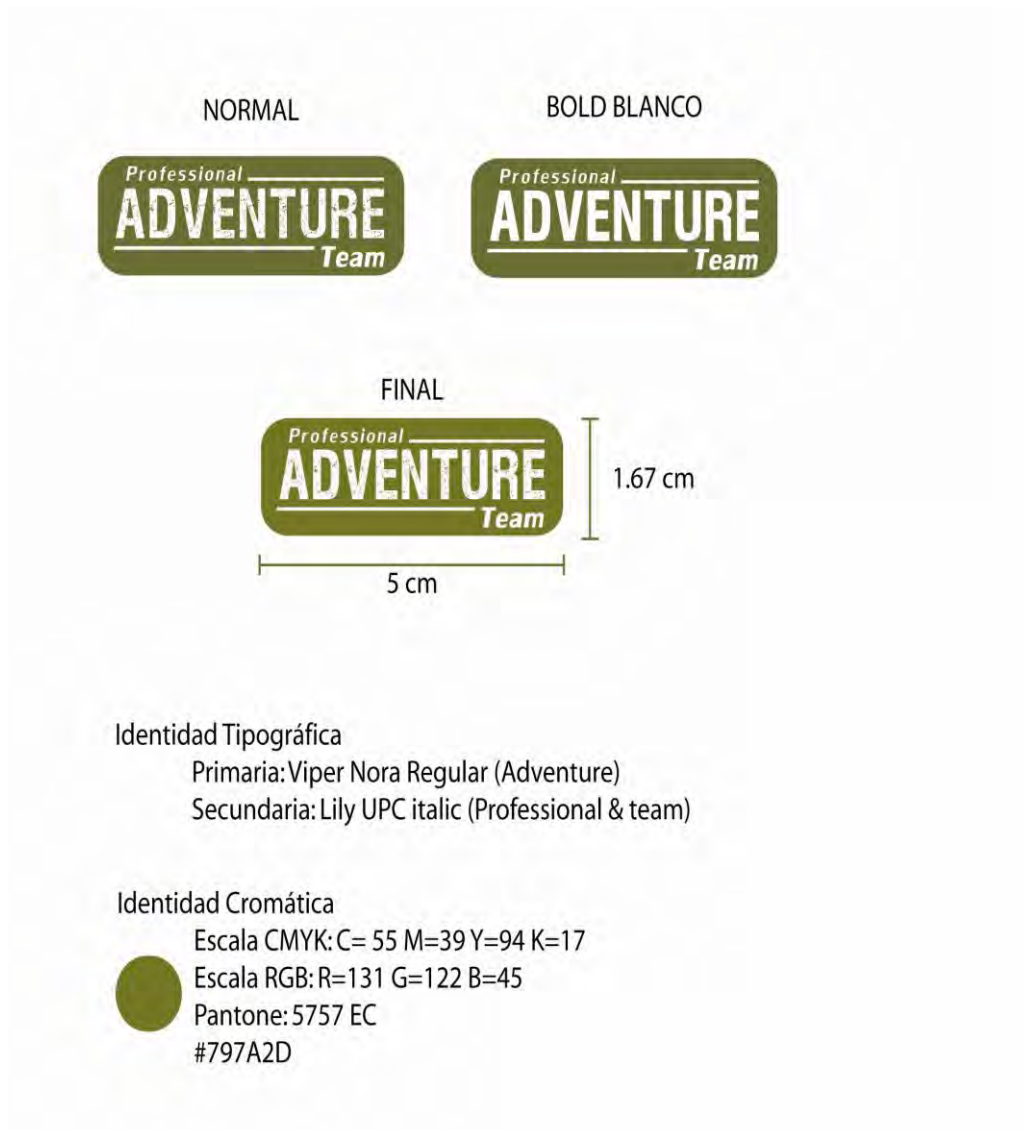 NORMAL
BOLD BLANCO
Professional
ADVENTURE
Team
Professional
ADVENTURE
Team
FINAL
Professional
ADVENTURE
Team
1.67 cm
5 cm
Identidad Tipográfica
Primaria: Viper Nora Regular (Adventure)
Secundaria: Lily UPC italic (Professional & team)
Identidad Cromática
Escala CMYK: C= 55 M=39 Y=94 K=17
Escala RGB: R=131 G=122 B=45
Pantone: 5757 EC
#797A2D